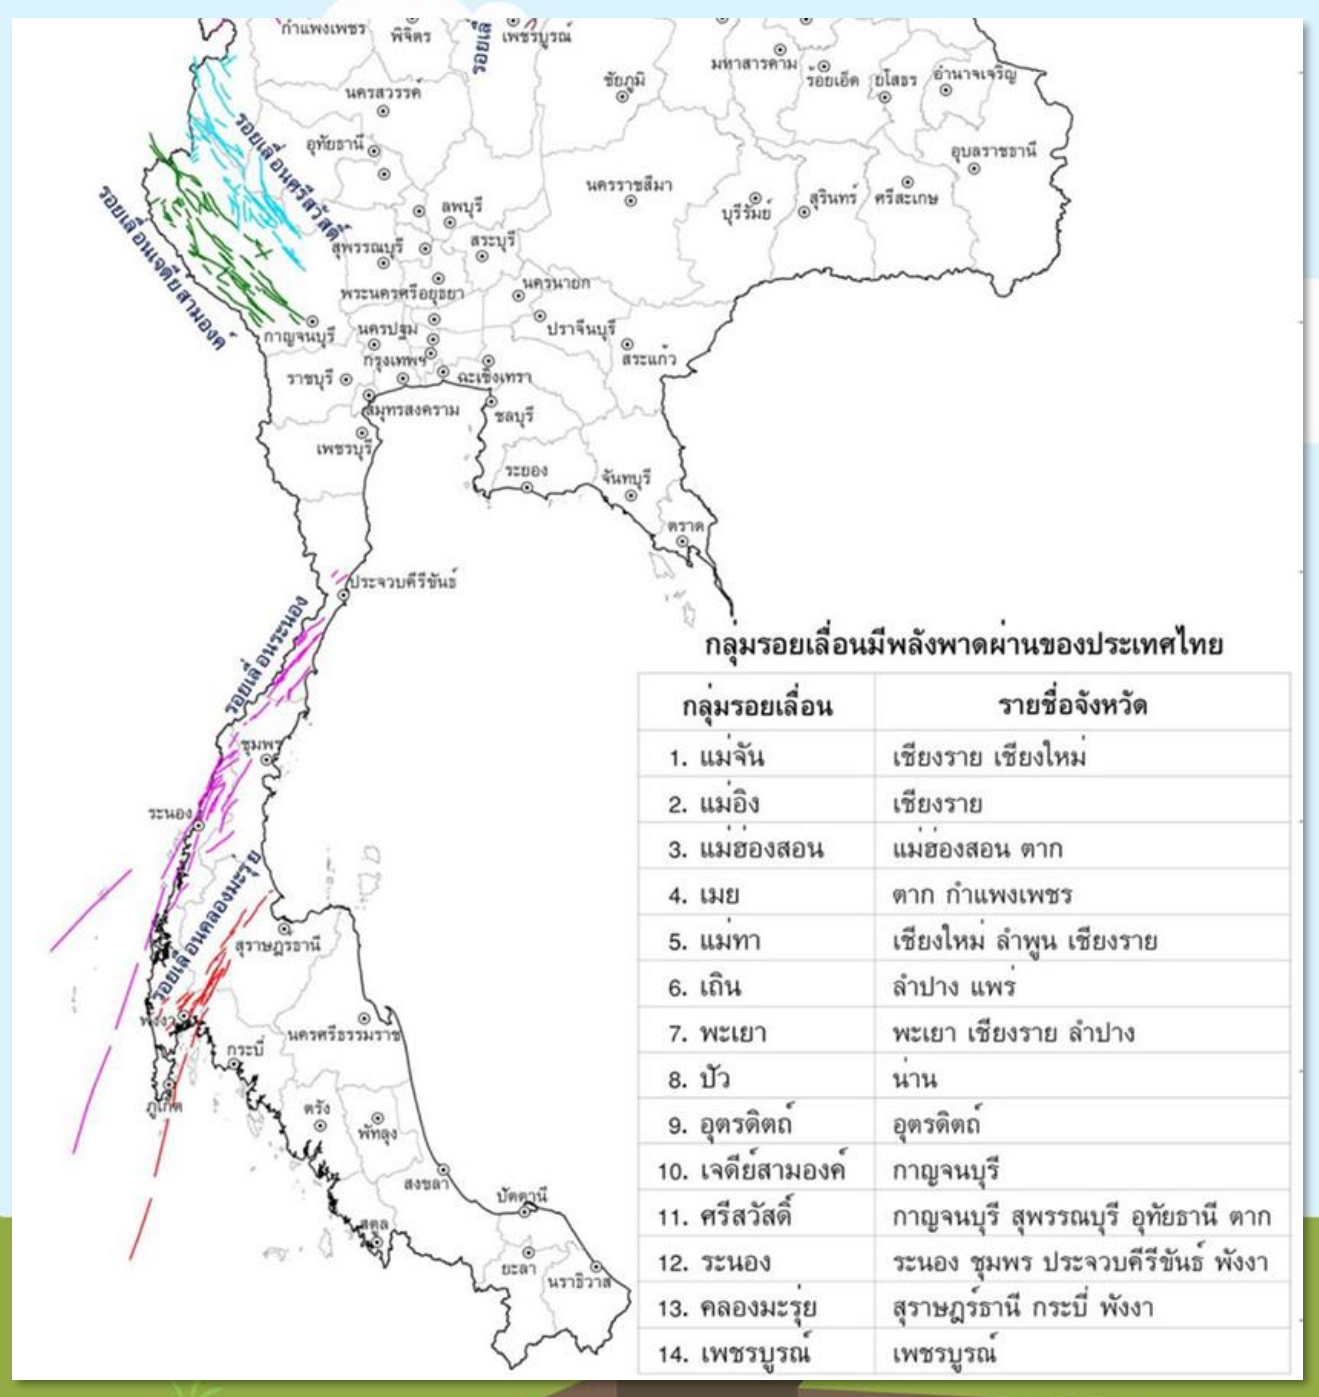 กำแพงเพชร
พิจิตร
รอยเลื่
เพชรบูรณ์
ชัยภูมิ
มหาสารคาม
ร้อยเอ็ด
ยโสธร
อำนาจเจริญ
นครสวรรค์
อุทัยธานี
อุบลราชธานี
รอยเลื่อนศรีสวัสดิ์
รอยเลื่อนเจดีย์สามองค์
นครราชสีมา
บุรีรัมย์
สุรินทร์
ศรีสะเกษ
ลพบุรี
สุพรรณบุรี
สระบุรี
พระนครศรีอยุธยา
นครนายก
ปราจีนบุรี
สระแก้ว
กาญจนบุรี
นครปฐม
กรุงเทพฯ
ฉะเชิงเทรา
ราชบุรี
สมุทรสงคราม
ชลบุรี
เพชรบุรี
ระยอง
จันทบุรี
ตราด
ประจวบคีรีขันธ์
รอยเลื่อนระนอง
ชุมพร
ระนอง
รอยเลื่อนคลองมะรุ่ย
สุราษฎร์ธานี
พังงา
นครศรีธรรมราช
กระบี่
ภูเก็ต
ตรัง
พัทลุง
สงขลา
ปัตตานี
สตูล
ยะลา
นราธิวาส
กลุ่มรอยเลื่อนมีพลังพาดผ่านของประเทศไทย
กลุ่มรอยเลื่อน รายชื่อจังหวัด
1. แม่จัน เชียงราย เชียงใหม่
2. แม่อิง เชียงราย
3. แม่ฮ่องสอน แม่ฮ่องสอน ตาก
4. เมย ตาก กำแพงเพชร
5. แม่ทา เชียงใหม่ ลำพูน เชียงราย
6. เถิน ลำปาง แพร่
7. พะเยา พะเยา เชียงราย ลำปาง
8. ปัว น่าน
9. อุตรดิตถ์ อุตรดิตถ์
10. เจดีย์สามองค์ กาญจนบุรี
11. ศรีสวัสดิ์ กาญจนบุรี สุพรรณบุรี อุทัยธานี ตาก
12. ระนอง ระนอง ชุมพร ประจวบคีรีขันธ์ พังงา
13. คลองมะรุ่ย สุราษฎร์ธานี กระบี่ พังงา
14. เพชรบูรณ์ เพชรบูรณ์